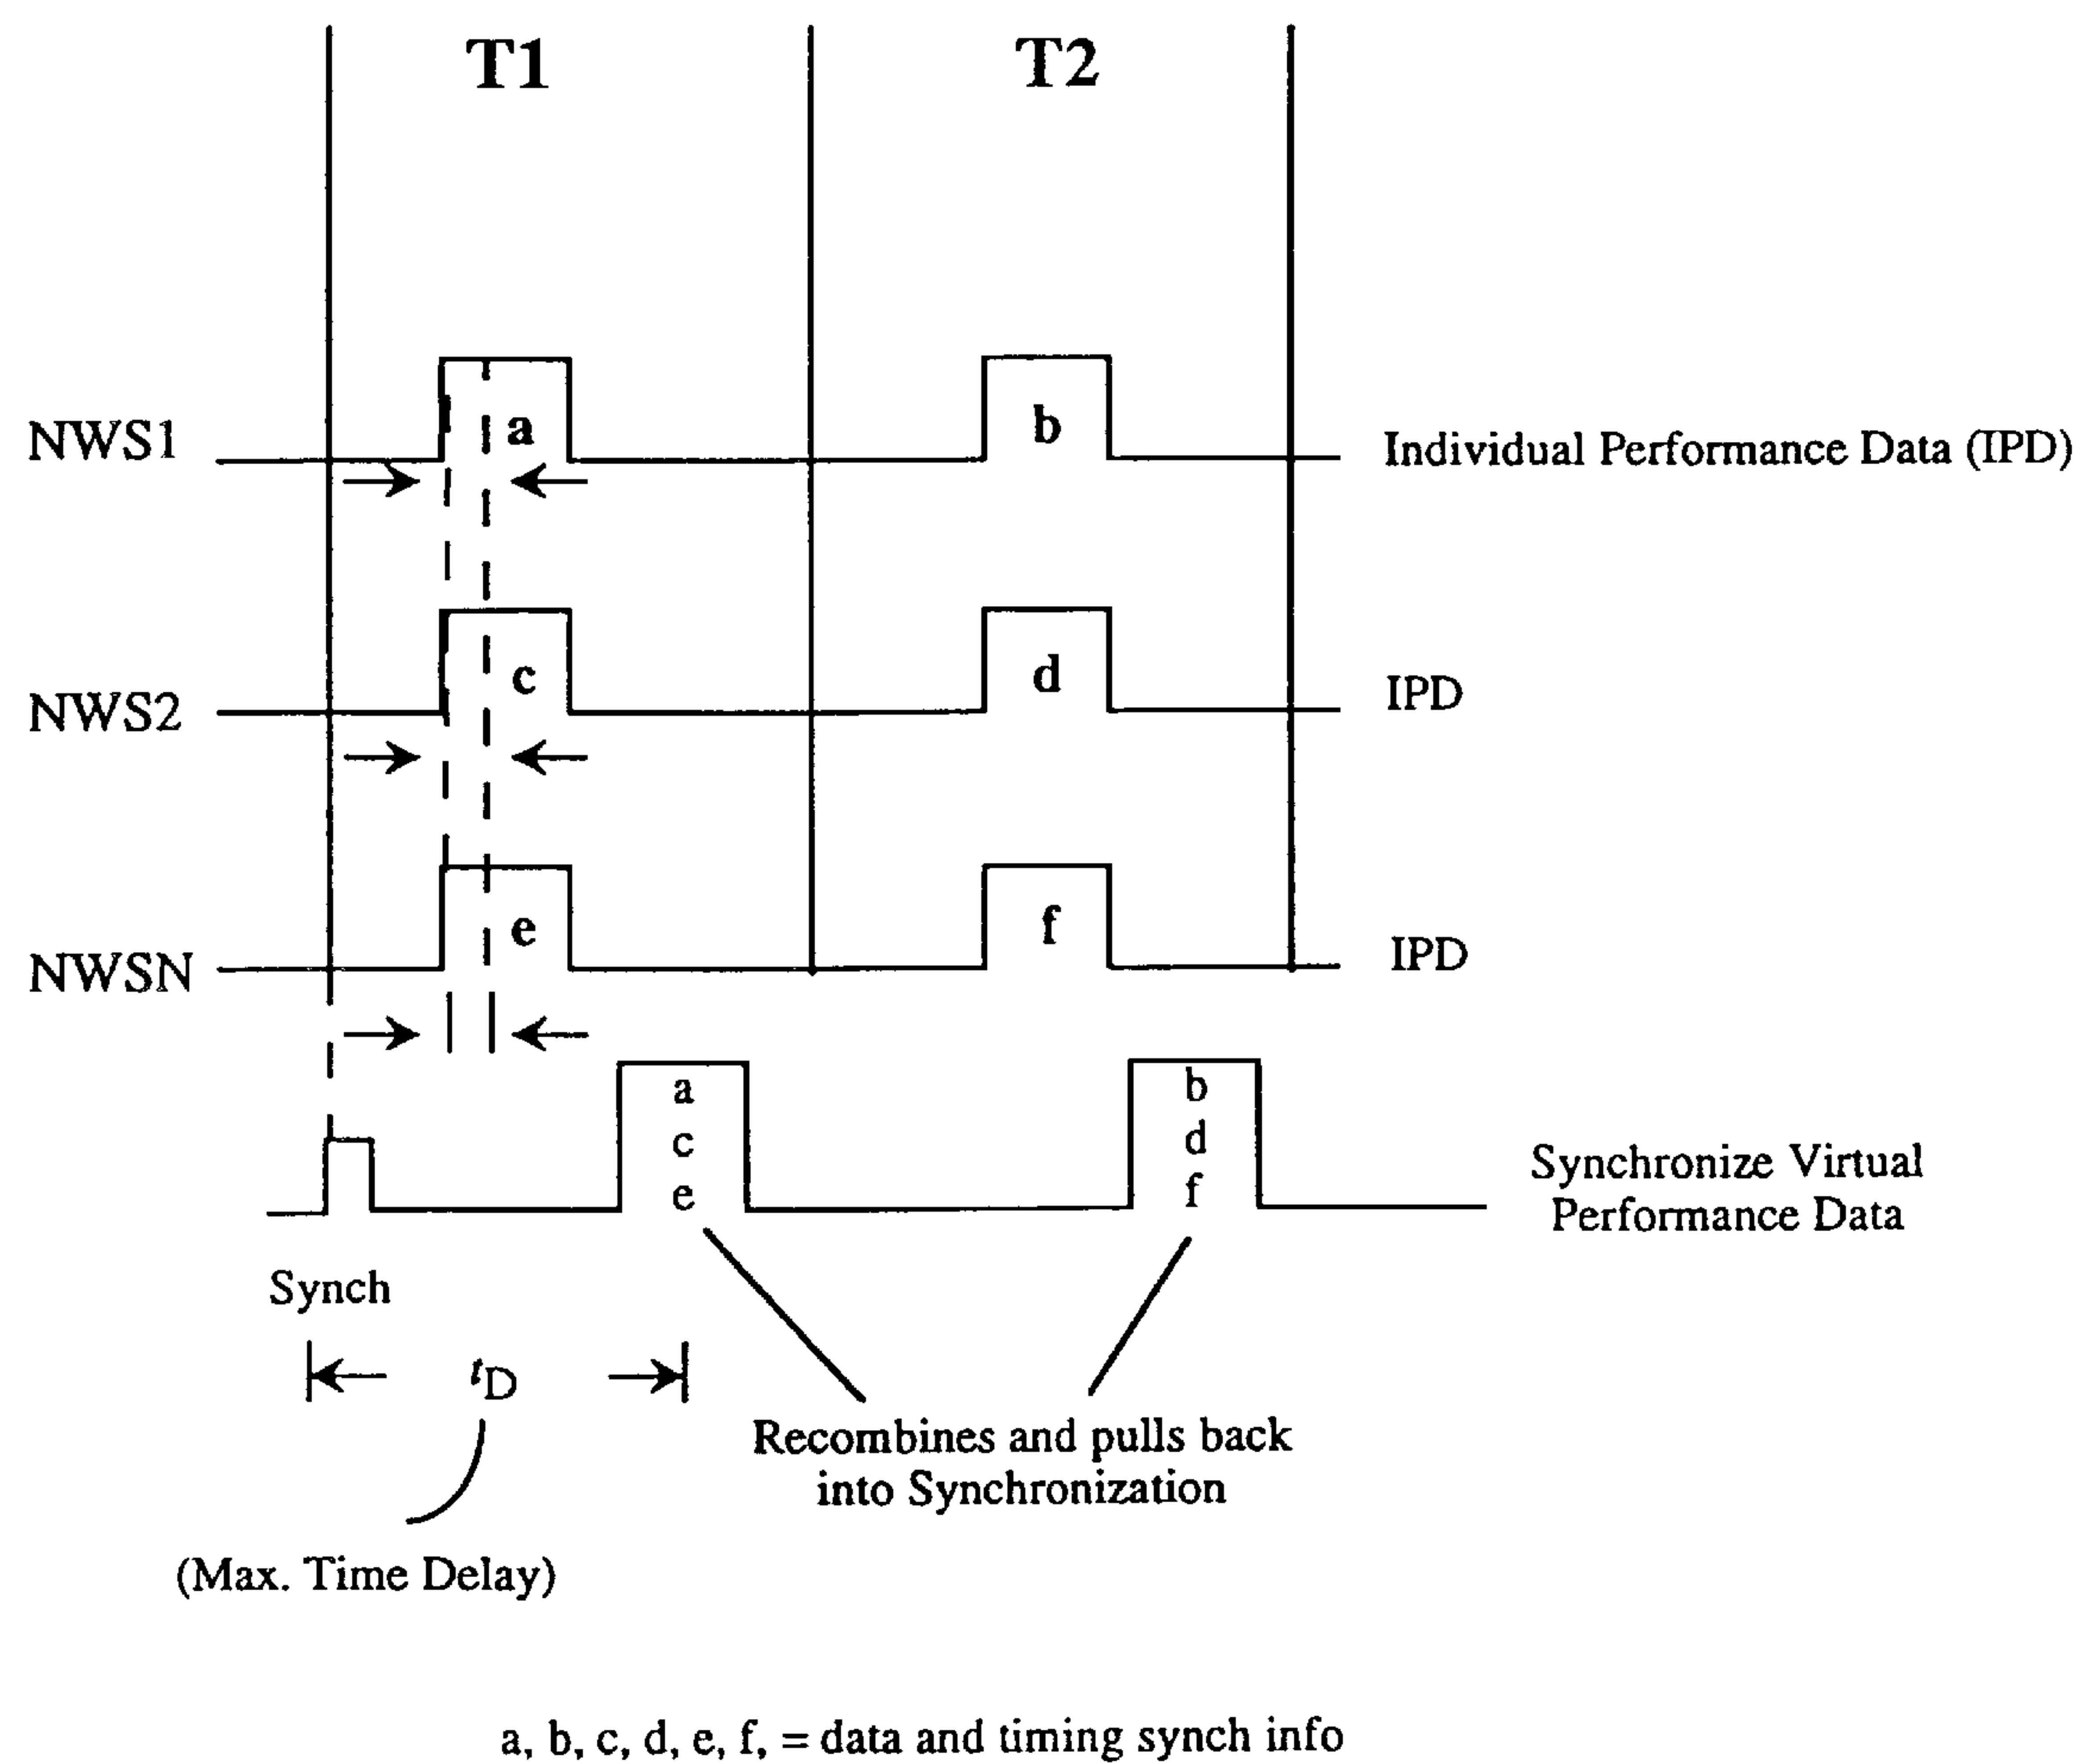 T1 T2
NWS1 a b Individual Performance Data (IPD)
NWS2 c d IPD
NWSN e f IPD
a b
c d
e f
Synchronize Virtual
Performance Data
Synch
tD
Recombines and pulls back
into Synchronization
(Max. Time Delay)
a, b, c, d, e, f, = data and timing synch info